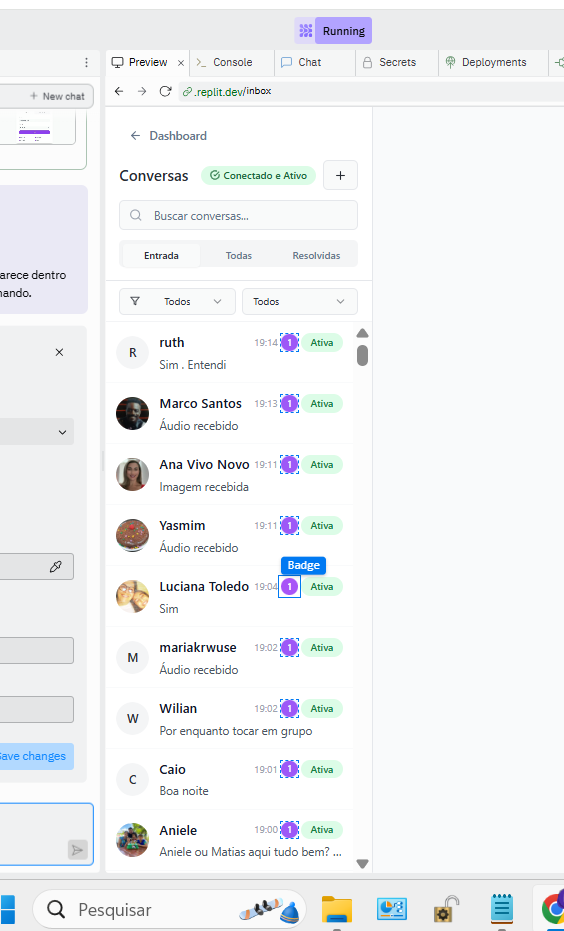 Running
Preview × Console Chat Secrets Deployments
+ New chat
.replit.dev/inbox
← Dashboard
Conversas Conectado e Ativo +
Buscar conversas...
Entrada Todas Resolvidas
arece dentro
nando.
Todos Todos
ruth 19:14 1 Ativa
R
Sim . Entendi
Marco Santos 19:13 1 Ativa
Áudio recebido
Ana Vivo Novo 19:11 1 Ativa
Imagem recebida
Yasmim 19:11 1 Ativa
Áudio recebido
Badge
Luciana Toledo 19:04 1 Ativa
Sim
mariakrwuse 19:02 1 Ativa
M
Áudio recebido
Wilian 19:02 1 Ativa
W
Por enquanto tocar em grupo
Save changes
Caio 19:01 1 Ativa
C
Boa noite
Aniele 19:00 1 Ativa
Aniele ou Matias aqui tudo bem? ...
Pesquisar